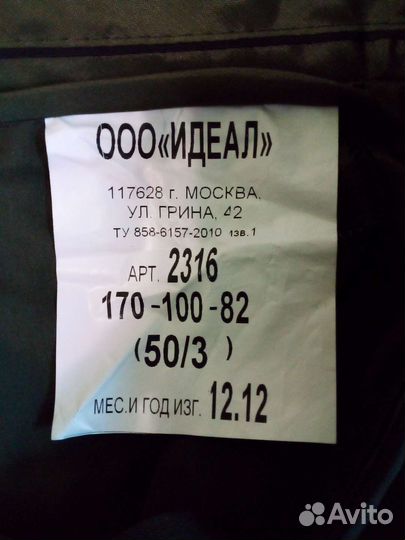 ООО«ИДЕАЛ»
117628 г. МОСКВА.
УЛ. ГРИНА, 42
ТУ 858-6157-2010 изв.1
АРТ. 2316
170-100-82
(50/3 )
МЕС.И ГОД ИЗГ. 12.12
Avito